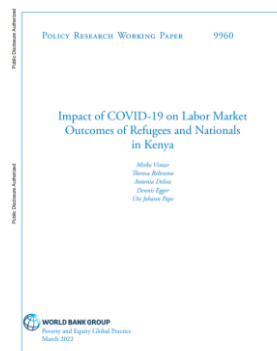 Public Disclosure Authorized
POLICY RESEARCH WORKING PAPER 9960
Impact of COVID-19 on Labor Market
Outcomes of Refugees and Nationals
in Kenya
Theresa Beltramo
Dennis Egger
Utz Johann Pape
Public Disclosure Authorized
WORLD BANK GROUP
Poverty and Equity Global Practice
March 2022